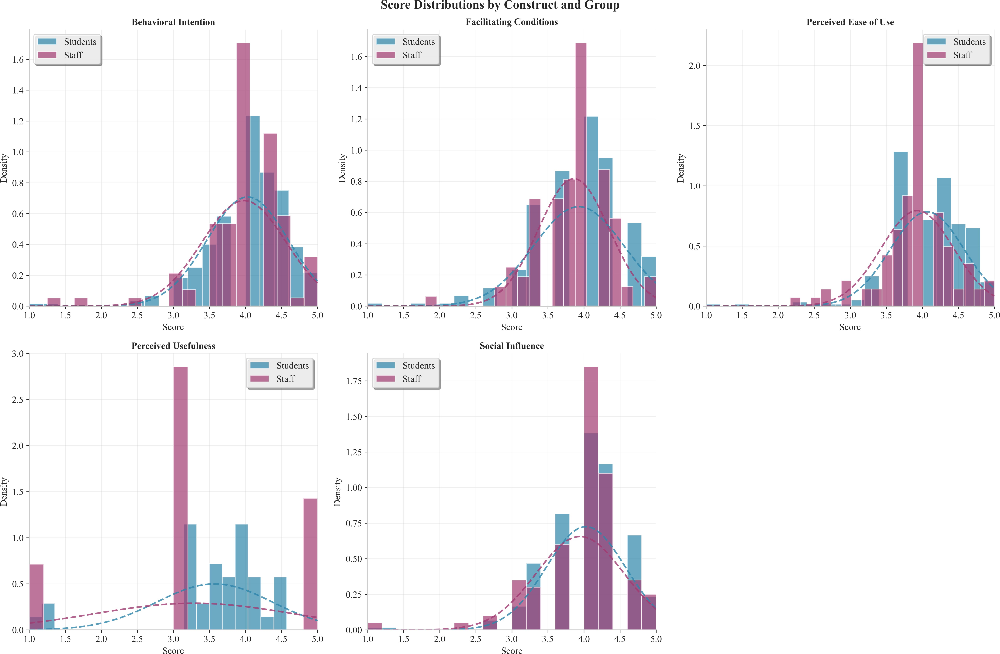 Score Distributions by Construct and Group
Behavioral Intention
Students
Staff
Density
1.6
1.4
1.2
1.0
0.8
0.6
0.4
0.2
0.0
1.0 1.5 2.0 2.5 3.0 3.5 4.0 4.5 5.0
Score
Facilitating Conditions
Students
Staff
Density
1.6
1.4
1.2
1.0
0.8
0.6
0.4
0.2
0.0
1.0 1.5 2.0 2.5 3.0 3.5 4.0 4.5 5.0
Score
Perceived Ease of Use
Students
Staff
Density
2.0
1.5
1.0
0.5
0.0
1.0 1.5 2.0 2.5 3.0 3.5 4.0 4.5 5.0
Score
Perceived Usefulness
Students
Staff
Density
3.0
2.5
2.0
1.5
1.0
0.5
0.0
1.0 1.5 2.0 2.5 3.0 3.5 4.0 4.5 5.0
Score
Social Influence
Students
Staff
Density
1.75
1.50
1.25
1.00
0.75
0.50
0.25
0.00
1.0 1.5 2.0 2.5 3.0 3.5 4.0 4.5 5.0
Score